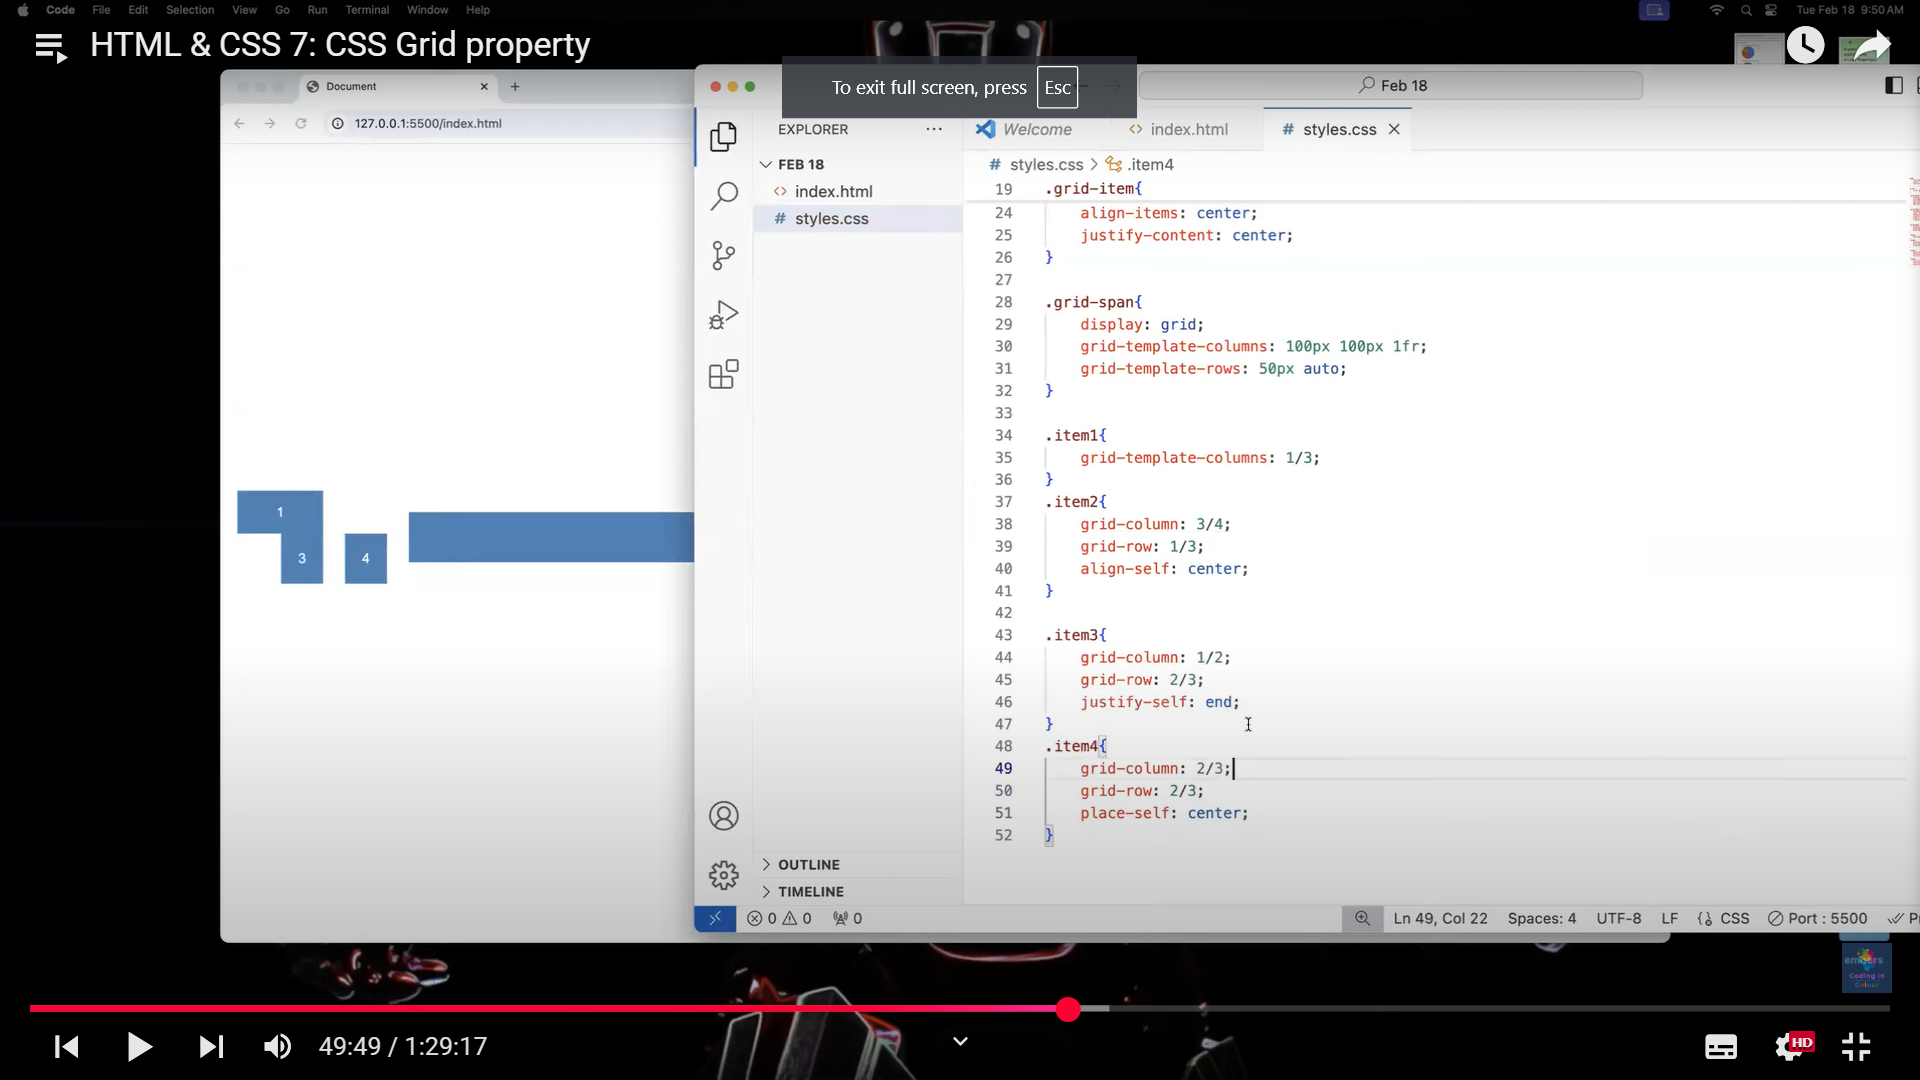 Code File Edit Selection View Go Run Terminal Window Help
Tue Feb 18 9:50 AM
HTML & CSS 7: CSS Grid property
To exit full screen, press Esc
Document
127.0.0.1:5500/index.html
1
3
4
Feb 18
EXPLORER
FEB 18
index.html
styles.css
OUTLINE
TIMELINE
Welcome
index.html
styles.css
styles.css > .item4
19 .grid-item{
24 align-items: center;
25 justify-content: center;
26 }
27
28 .grid-span{
29 display: grid;
30 grid-template-columns: 100px 100px 1fr;
31 grid-template-rows: 50px auto;
32 }
33
34 .item1{
35 grid-template-columns: 1/3;
36 }
37 .item2{
38 grid-column: 3/4;
39 grid-row: 1/3;
40 align-self: center;
41 }
42
43 .item3{
44 grid-column: 1/2;
45 grid-row: 2/3;
46 justify-self: end;
47 }
48 .item4{
49 grid-column: 2/3;
50 grid-row: 2/3;
51 place-self: center;
52 }
0 0 0
Ln 49, Col 22 Spaces: 4 UTF-8 LF {} CSS Port : 5500
Coding in
Colour
49:49 / 1:29:17
HD